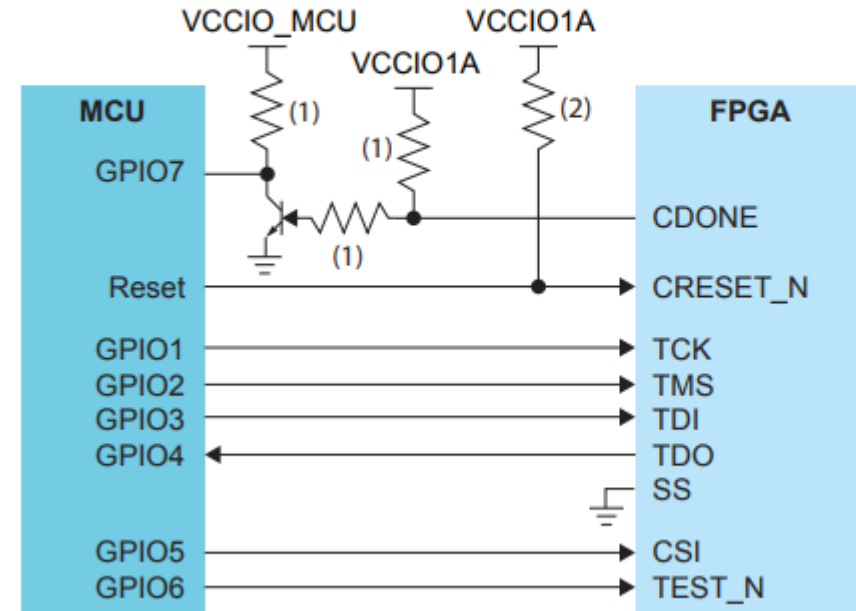 VCCIO_MCU VCCIO1A
VCCIO1A
MCU (1) (2) FPGA
(1)
GPIO7
CDONE
(1)
Reset CRESET_N
GPIO1 TCK
GPIO2 TMS
GPIO3 TDI
GPIO4 TDO
SS
GPIO5 CSI
GPIO6 TEST_N